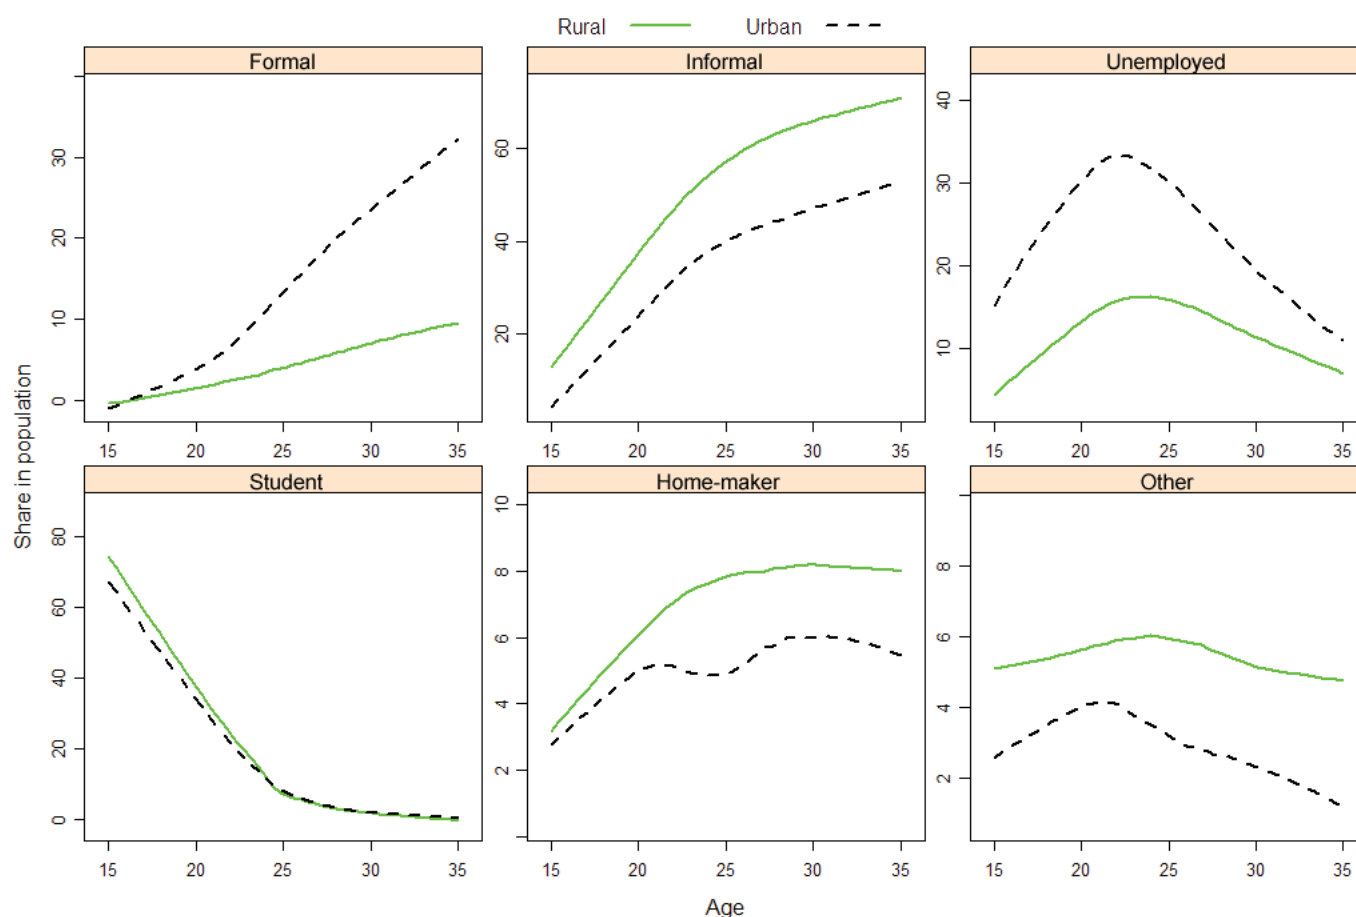 Rural Urban
Formal Informal Unemployed
Share in population
0 10 20 30
20 40 60
10 20 30 40
15 20 25 30 35 15 20 25 30 35 15 20 25 30 35
Student Home-maker Other
0 20 40 60 80
2 4 6 8 10
2 4 6 8
15 20 25 30 35 15 20 25 30 35 15 20 25 30 35
Age